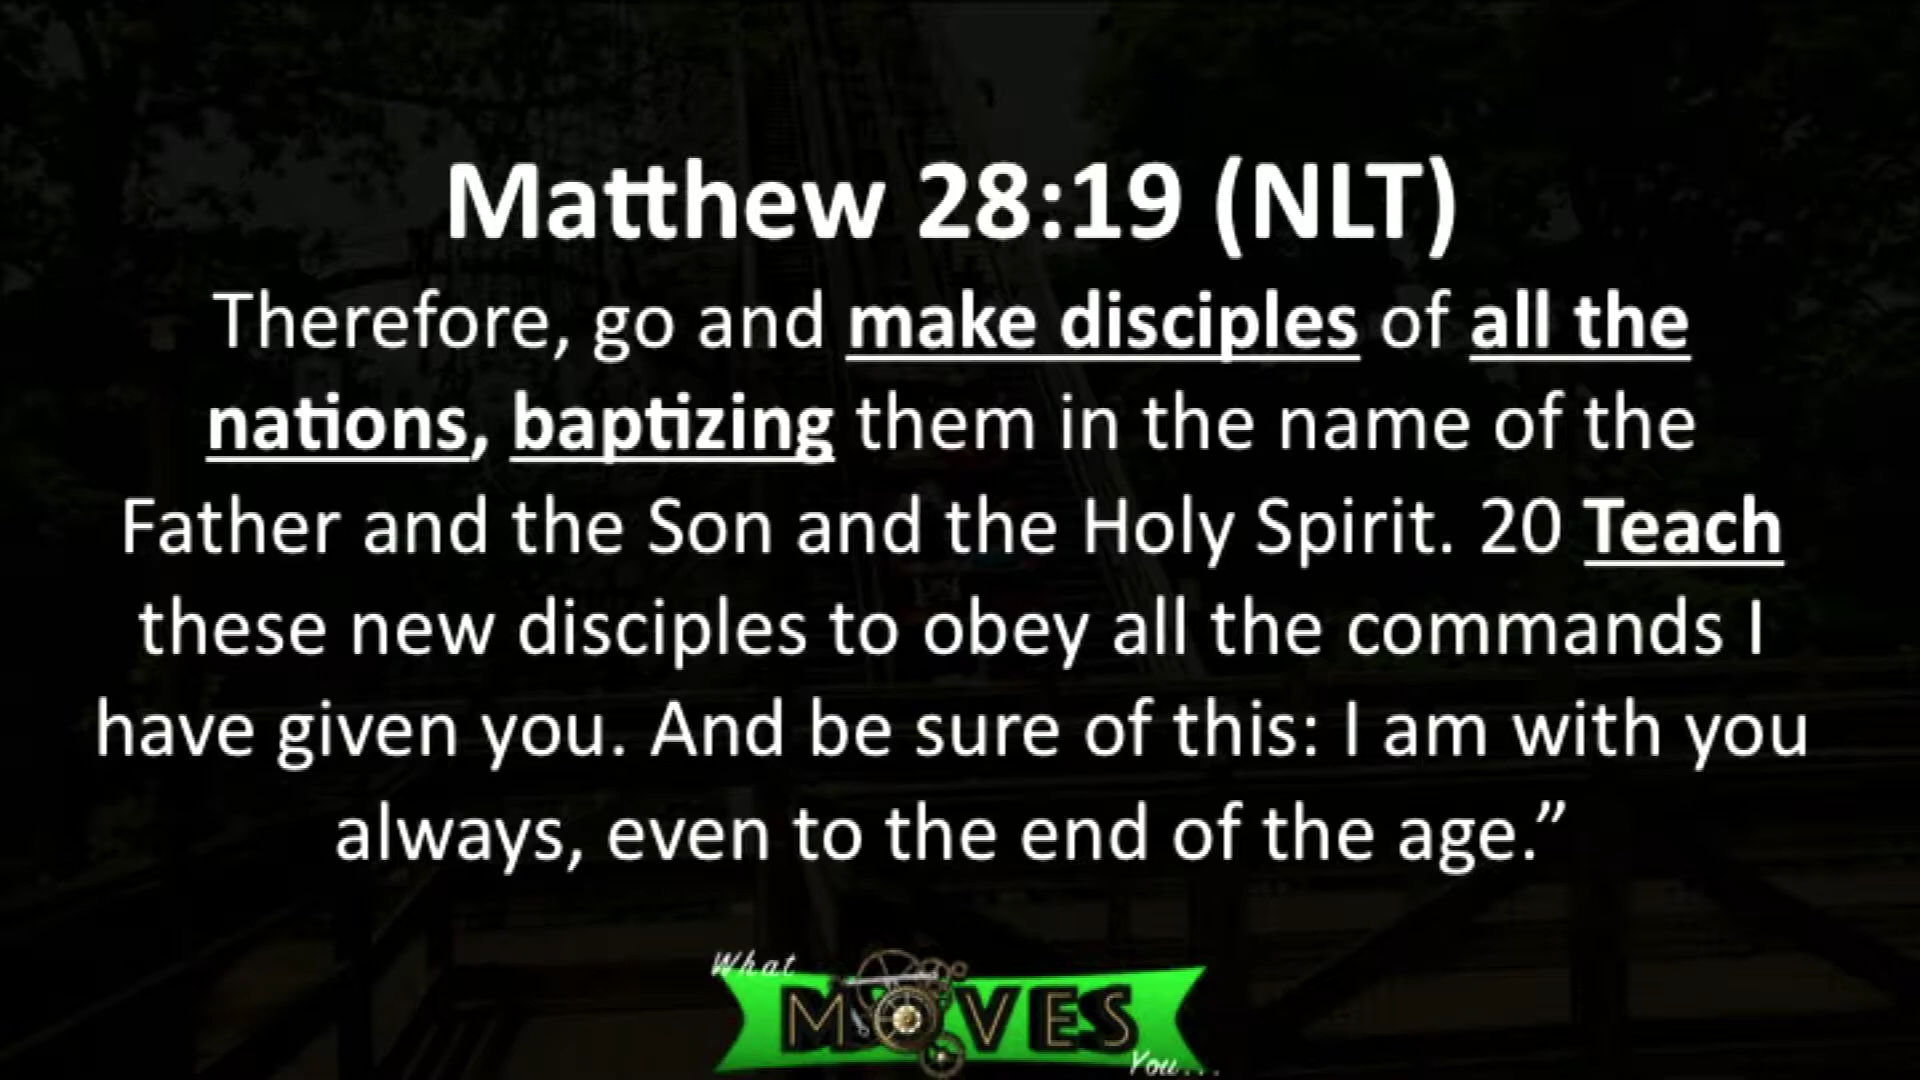 Matthew 28:19 (NLT)
Therefore, go and make disciples of all the
nations, baptizing them in the name of the
Father and the Son and the Holy Spirit. 20 Teach
these new disciples to obey all the commands I
have given you. And be sure of this: I am with you
always, even to the end of the age.”
What
MOVES
You...